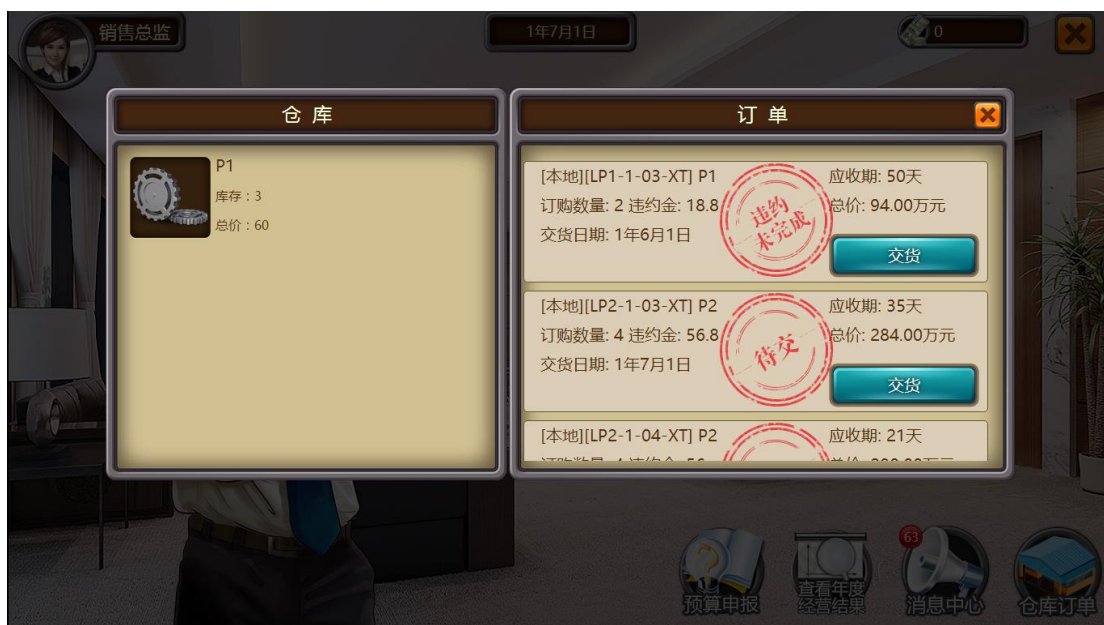 销售总监
1年7月1日
0
仓 库
P1
库存：3
总价：60
订 单
[本地][LP1-1-03-XT] P1
应收期: 50天
订购数量: 2 违约金: 18.8
总价: 94.00万元
交货日期: 1年6月1日
违约
未完成
交货
[本地][LP2-1-03-XT] P2
应收期: 35天
订购数量: 4 违约金: 56.8
总价: 284.00万元
交货日期: 1年7月1日
待交
交货
[本地][LP2-1-04-XT] P2
应收期: 21天
预算申报
查看年度
经营结果
63
消息中心
仓库订单